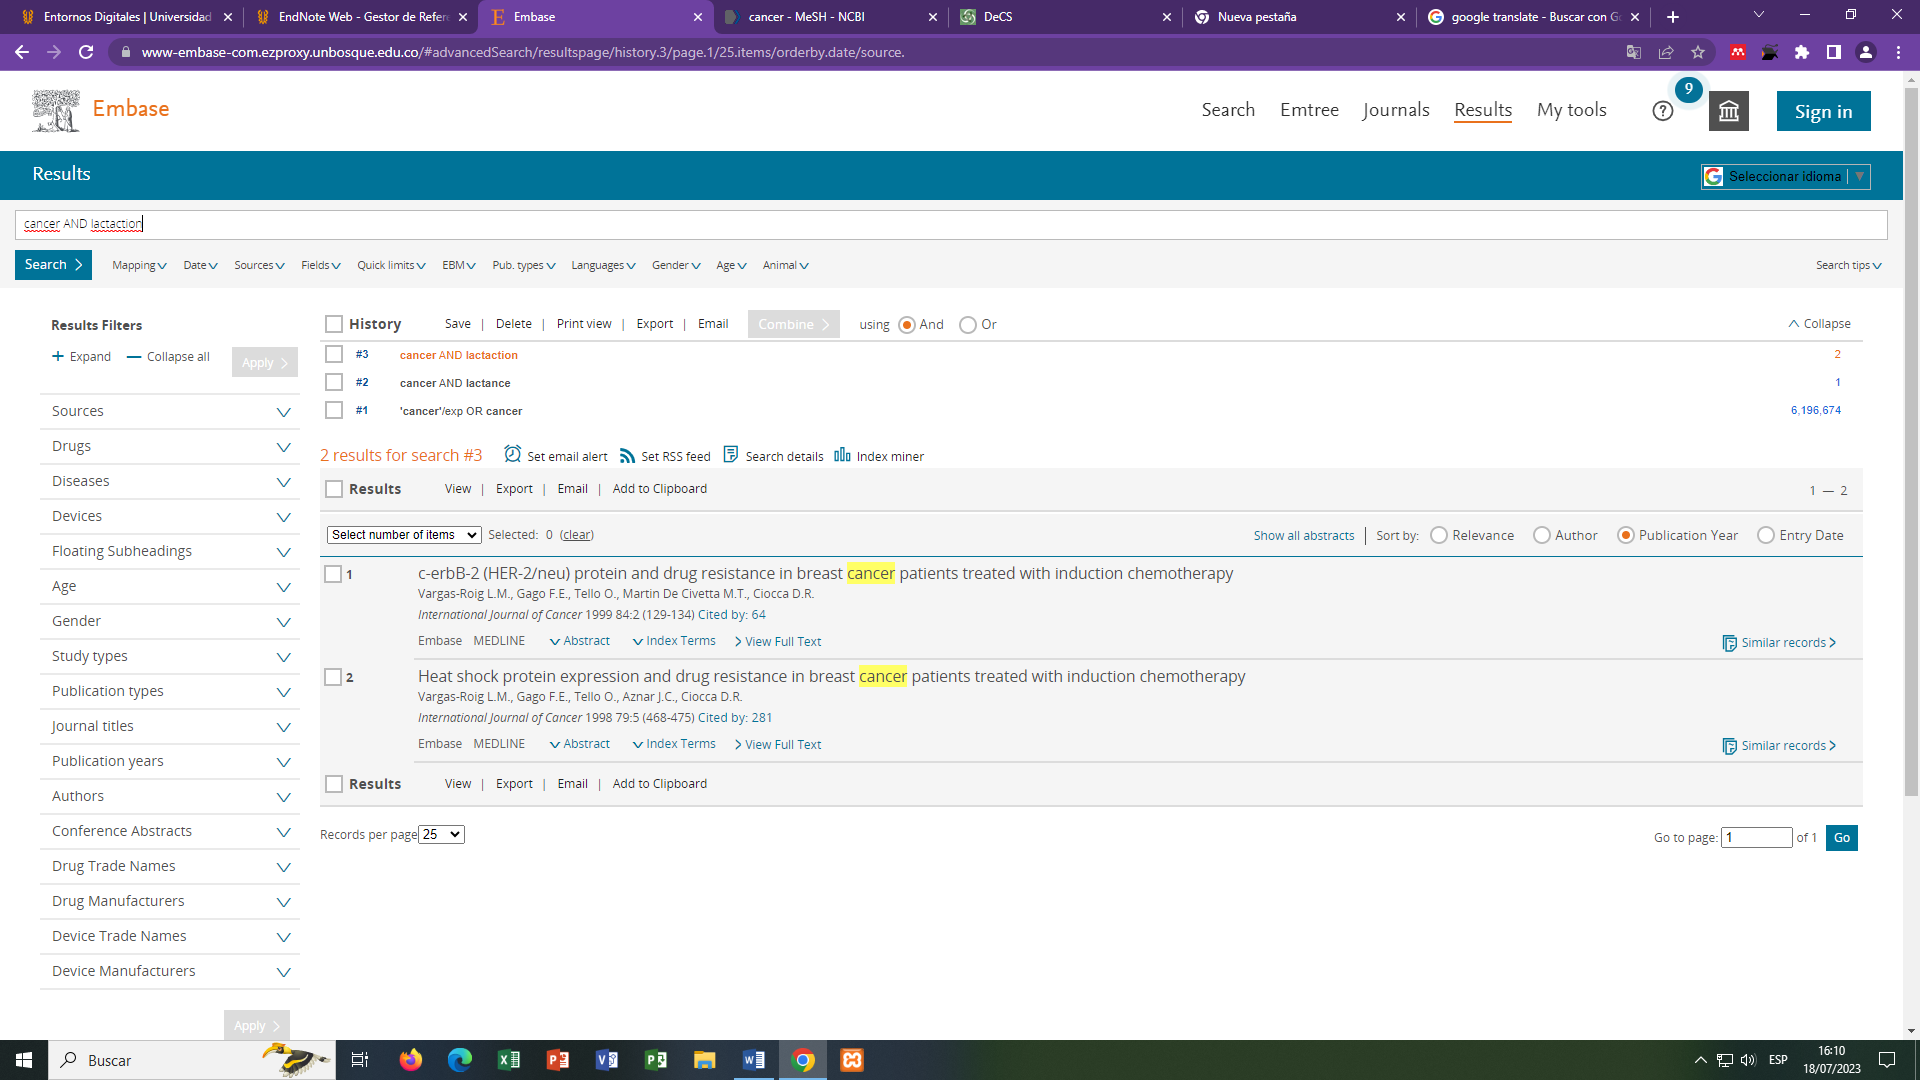 Entornos Digitales | Universidad
EndNote Web - Gestor de Refere
Embase
cancer - MeSH - NCBI
DeCS
Nueva pestaña
google translate - Buscar con Go
www-embase-com.ezproxy.unbosque.edu.co/#advancedSearch/resultspage/history.3/page.1/25.items/orderby.date/source.
Embase
Search
Emtree
Journals
Results
My tools
9
Sign in
Results
Seleccionar idioma
cancer AND lactaction
Search
Mapping
Date
Sources
Fields
Quick limits
EBM
Pub. types
Languages
Gender
Age
Animal
Search tips
Results Filters
Expand
Collapse all
Apply
Sources
Drugs
Diseases
Devices
Floating Subheadings
Age
Gender
Study types
Publication types
Journal titles
Publication years
Authors
Conference Abstracts
Drug Trade Names
Drug Manufacturers
Device Trade Names
Device Manufacturers
Apply
History Save | Delete | Print view | Export | Email Combine using And Or Collapse
#3 cancer AND lactaction 2
#2 cancer AND lactance 1
#1 'cancer'/exp OR cancer 6,196,674
2 results for search #3 Set email alert Set RSS feed Search details Index miner
Results View | Export | Email | Add to Clipboard 1 — 2
Select number of items Selected: 0 (clear) Show all abstracts | Sort by: Relevance Author Publication Year Entry Date
1 c-erbB-2 (HER-2/neu) protein and drug resistance in breast cancer patients treated with induction chemotherapy
Vargas-Roig L.M., Gago F.E., Tello O., Martin De Civetta M.T., Ciocca D.R.
International Journal of Cancer 1999 84:2 (129-134) Cited by: 64
Embase MEDLINE Abstract Index Terms View Full Text Similar records
2 Heat shock protein expression and drug resistance in breast cancer patients treated with induction chemotherapy
Vargas-Roig L.M., Gago F.E., Tello O., Aznar J.C., Ciocca D.R.
International Journal of Cancer 1998 79:5 (468-475) Cited by: 281
Embase MEDLINE Abstract Index Terms View Full Text Similar records
Results View | Export | Email | Add to Clipboard
Records per page 25
Go to page: 1 of 1 Go
Buscar
ESP
16:10
18/07/2023